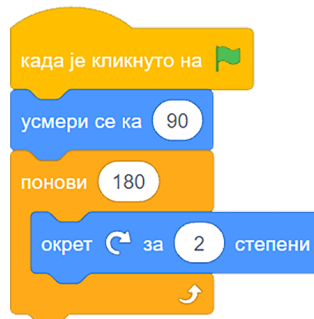 када је кликнуто на
усмери се ка 90
понови 180
окрет за 2 степени